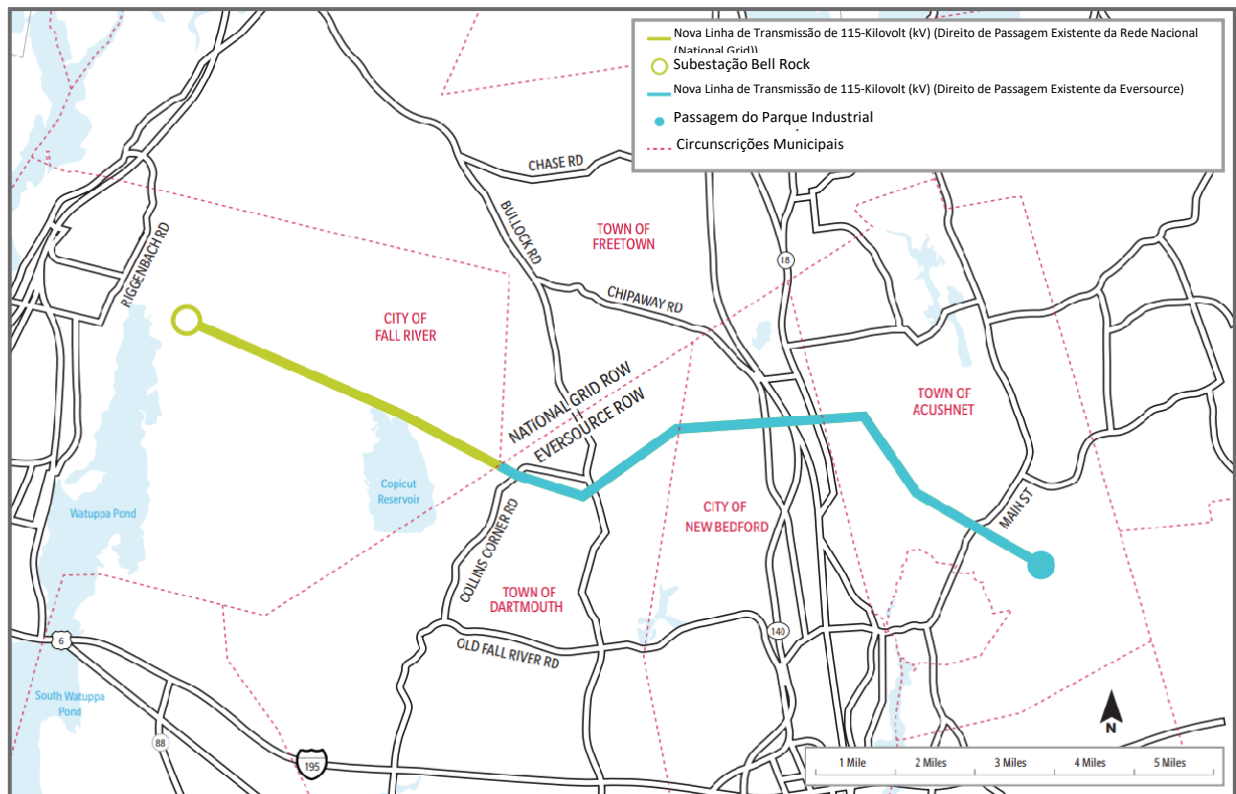 Nova Linha de Transmissão de 115-Kilovolt (kV) (Direito de Passagem Existente da Rede Nacional
(National Grid))
Subestação Bell Rock
Nova Linha de Transmissão de 115-Kilovolt (kV) (Direito de Passagem Existente da Eversource)
Passagem do Parque Industrial
Circunscrições Municipais
CHASE RD
BULLOCK RD
TOWN OF
FREETOWN
RIGGENBACH RD
18
CHIPAWAY RD
CITY OF
FALL RIVER
NATIONAL GRID ROW
EVERSOURCE ROW
TOWN OF
ACUSHNET
Copicut
Reservoir
Watuppa Pond
CITY OF
NEW BEDFORD
MAIN ST
COLLINS CORNER RD
TOWN OF
DARTMOUTH
OLD FALL RIVER RD
6
140
South Watuppa
Pond
88
195
N
1 Mile 2 Miles 3 Miles 4 Miles 5 Miles